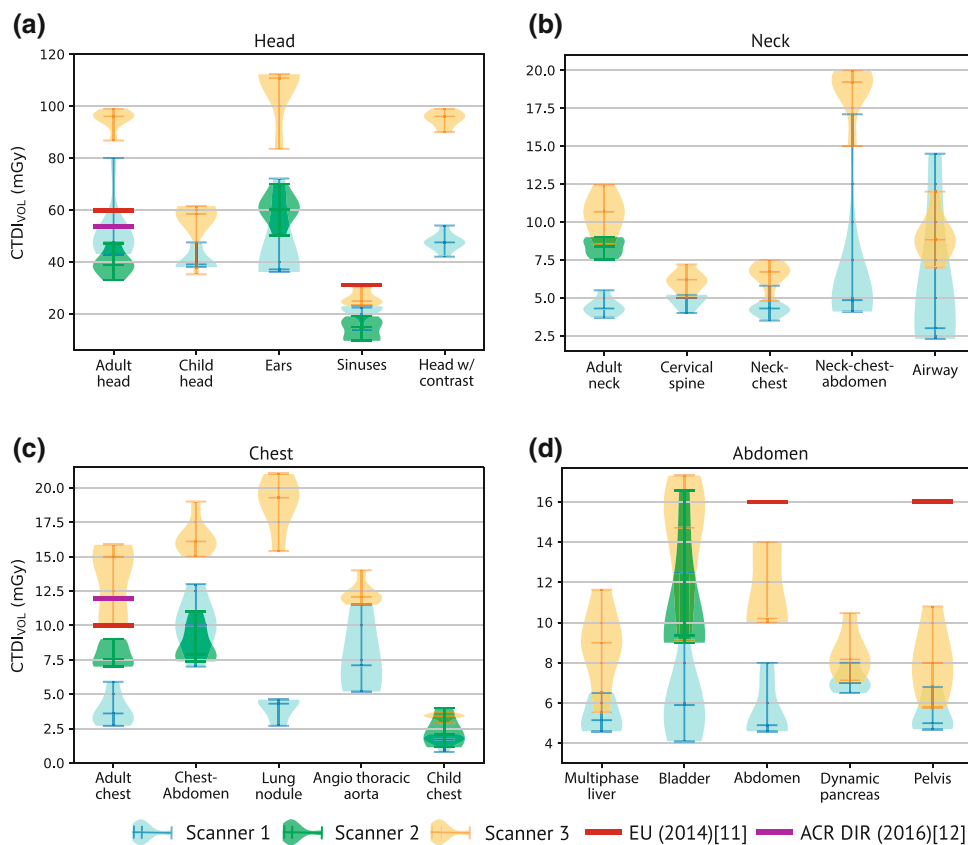 (a)
Head
CTDIVOL (mGy)
120
100
80
60
40
20
Adult head
Child head
Ears
Sinuses
Head w/ contrast
(b)
Neck
20.0
17.5
15.0
12.5
10.0
7.5
5.0
2.5
Adult neck
Cervical spine
Neck-chest
Neck-chest-abdomen
Airway
(c)
Chest
CTDIVOL (mGy)
20.0
17.5
15.0
12.5
10.0
7.5
5.0
2.5
0.0
Adult chest
Chest-Abdomen
Lung nodule
Angio thoracic aorta
Child chest
(d)
Abdomen
16
14
12
10
8
6
4
Multiphase liver
Bladder
Abdomen
Dynamic pancreas
Pelvis
Scanner 1
Scanner 2
Scanner 3
EU (2014)[11]
ACR DIR (2016)[12]